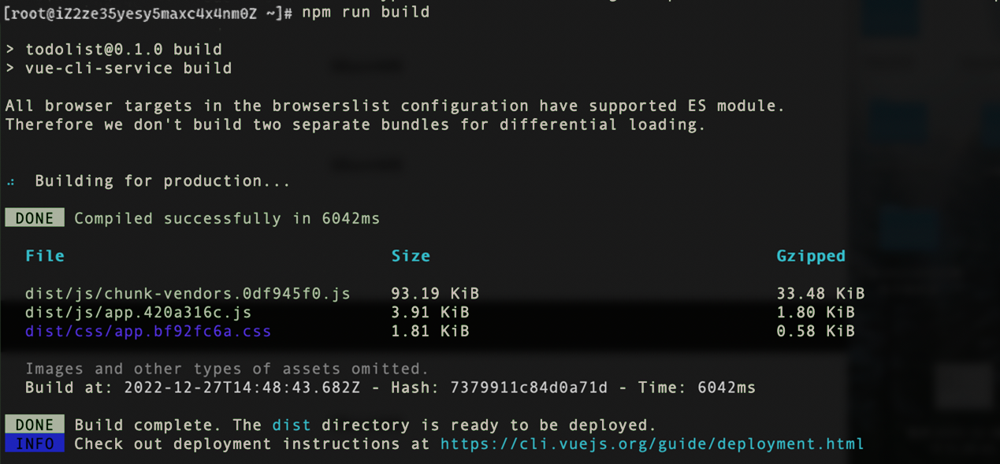 [root@iZ2ze35yesy5maxc4x4nm0Z ~]# npm run build
> todolist@0.1.0 build
> vue-cli-service build
All browser targets in the browserslist configuration have supported ES module.
Therefore we don't build two separate bundles for differential loading.
Building for production...
DONE Compiled successfully in 6042ms
File Size Gzipped
dist/js/chunk-vendors.0df945f0.js 93.19 KiB 33.48 KiB
dist/js/app.420a316c.js 3.91 KiB 1.80 KiB
dist/css/app.bf92fc6a.css 1.81 KiB 0.58 KiB
Images and other types of assets omitted.
Build at: 2022-12-27T14:48:43.682Z - Hash: 7379911c84d0a71d - Time: 6042ms
DONE Build complete. The dist directory is ready to be deployed.
INFO Check out deployment instructions at https://cli.vuejs.org/guide/deployment.html